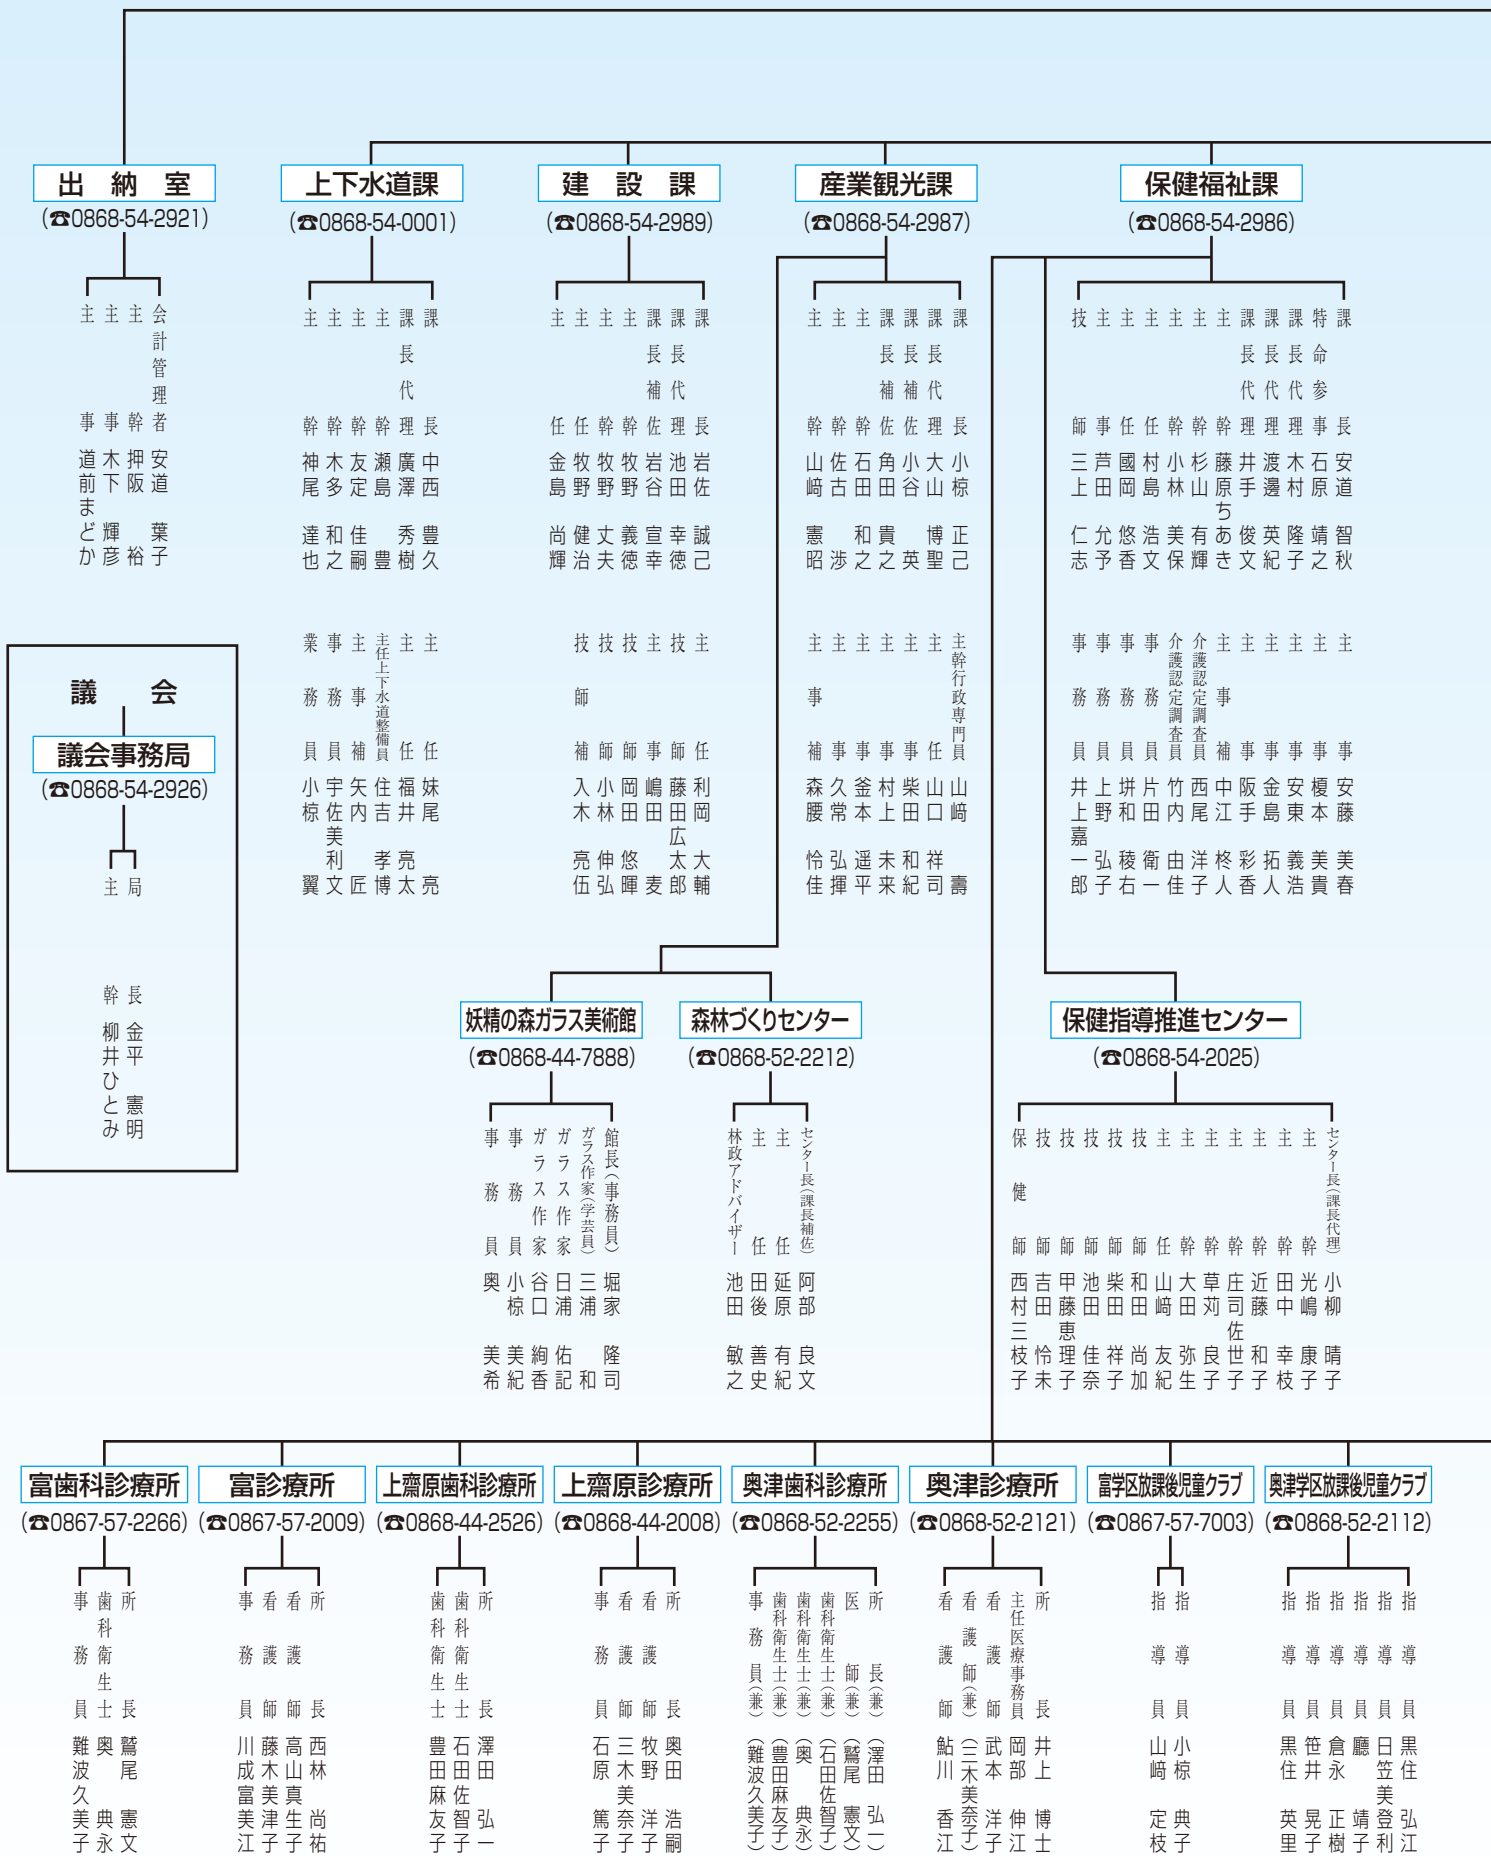 保健福祉課
(☎0868-54-2986)
課長 安道 智秋
特命参事 石原 靖之
課長代理 木村 隆子
課長代理 渡邊 英紀
課長代理 井手 俊文
主幹 藤原ちあき
主幹 杉山 有輝
主幹 小林 美保
主任 村島 浩文
主任 國岡 悠香
主事 芦田 允予
技師 三上 仁志
主事 安藤 美春
主事 榎本 美貴
主事 安東 義浩
主事 金島 拓人
主事 阪手 彩香
主事補 中江 柊人
介護認定調査員 西尾 洋子
介護認定調査員 竹内 由佳
事務員 片田 衛一
事務員 垪和 稜右
事務員 上野 弘子
事務員 井上嘉一郎
産業観光課
(☎0868-54-2987)
課長 小椋 正己
課長代理 大山 博聖
課長補佐 小谷 英
課長補佐 角田 貴之
主幹 石田 和之
主幹 佐古 渉
主幹 山﨑 憲昭
主幹行政専門員 山﨑 壽
主任 山口 祥司
主事 柴田 和紀
主事 村上 未来
主事 釜本 遥平
主事 久常 弘揮
主事補 森腰 怜佳
建設課
(☎0868-54-2989)
課長 岩佐 誠己
課長代理 池田 幸徳
課長補佐 岩谷 宣幸
主幹 牧野 義徳
主幹 牧野 丈夫
主任 牧野 健治
主任 金島 尚輝
主任 利岡 大輔
技師 藤田広太郎
主事 嶋田 麦
技師 岡田 悠暉
技師 小林 伸弘
技師補 入木 亮伍
上下水道課
(☎0868-54-0001)
課長 中西 豊久
課長代理 廣澤 秀樹
主幹 瀬島 豊
主幹 友定 佳嗣
主幹 木多 和之
主幹 神尾 達也
主任 妹尾 亮
主任 福井 亮太
主任上下水道整備員 住吉 孝博
主事補 矢内 匠
事務員 宇佐美利文
業務員 小椋 翼
出納室
(☎0868-54-2921)
会計管理者 安道 葉子
主幹 押阪 裕
主事 木下 輝彦
主事 道前まどか
議会
議会事務局
(☎0868-54-2926)
局長 金平 憲明
主幹 柳井ひとみ
保健指導推進センター
(☎0868-54-2025)
センター長(課長代理) 小柳 晴子
主幹 光嶋 康子
主幹 田中 幸枝
主幹 近藤 和子
主幹 庄司佐世子
主幹 草苅 良子
主幹 大田 弥生
主任 山﨑 友紀
技師 和田 尚加
技師 柴田 祥子
技師 池田 佳奈
技師 甲藤恵理子
技師 吉田 怜未
保健師 西村三枝子
森林づくりセンター
(☎0868-52-2212)
センター長(課長補佐) 阿部 良文
主任 延原 有紀
主任 田後 善史
林政アドバイザー 池田 敏之
妖精の森ガラス美術館
(☎0868-44-7888)
館長(事務員) 堀家 隆司
ガラス作家(学芸員) 三浦 和
ガラス作家 日浦 佑記
ガラス作家 谷口 絢香
事務員 小椋 美紀
事務員 奥 美希
奥津学区放課後児童クラブ
(☎0868-52-2112)
指導員 黒住 弘江
指導員 日笠美登利
指導員 廳 靖子
指導員 倉永 正樹
指導員 笹井 晃子
指導員 黒住 英里
富学区放課後児童クラブ
(☎0867-57-7003)
指導員 小椋 典子
指導員 山﨑 定枝
奥津診療所
(☎0868-52-2121)
所長 井上 博士
主任医療事務員 岡部 伸江
看護師 武本 洋子
看護師(兼) (三木美奈子)
看護師 鮎川 香江
奥津歯科診療所
(☎0868-52-2255)
所長(兼) (澤田 弘一)
医師(兼) (鷲尾 憲文)
歯科衛生士(兼) (石田佐智子)
歯科衛生士(兼) (奥 典永)
歯科衛生士(兼) (豊田麻友子)
事務員(兼) (難波久美子)
上齋原診療所
(☎0868-44-2008)
所長 奥田 浩嗣
看護師 牧野 洋子
看護師 三木美奈子
事務員 石原 篤子
上齋原歯科診療所
(☎0868-44-2526)
所長 澤田 弘一
歯科衛生士 石田佐智子
歯科衛生士 豊田麻友子
富診療所
(☎0867-57-2009)
所長 西林 尚祐
看護師 高山真生子
看護師 藤木美津子
事務員 川成富美江
富歯科診療所
(☎0867-57-2266)
所長 鷲尾 憲文
歯科衛生士 奥 典永
事務員 難波久美子